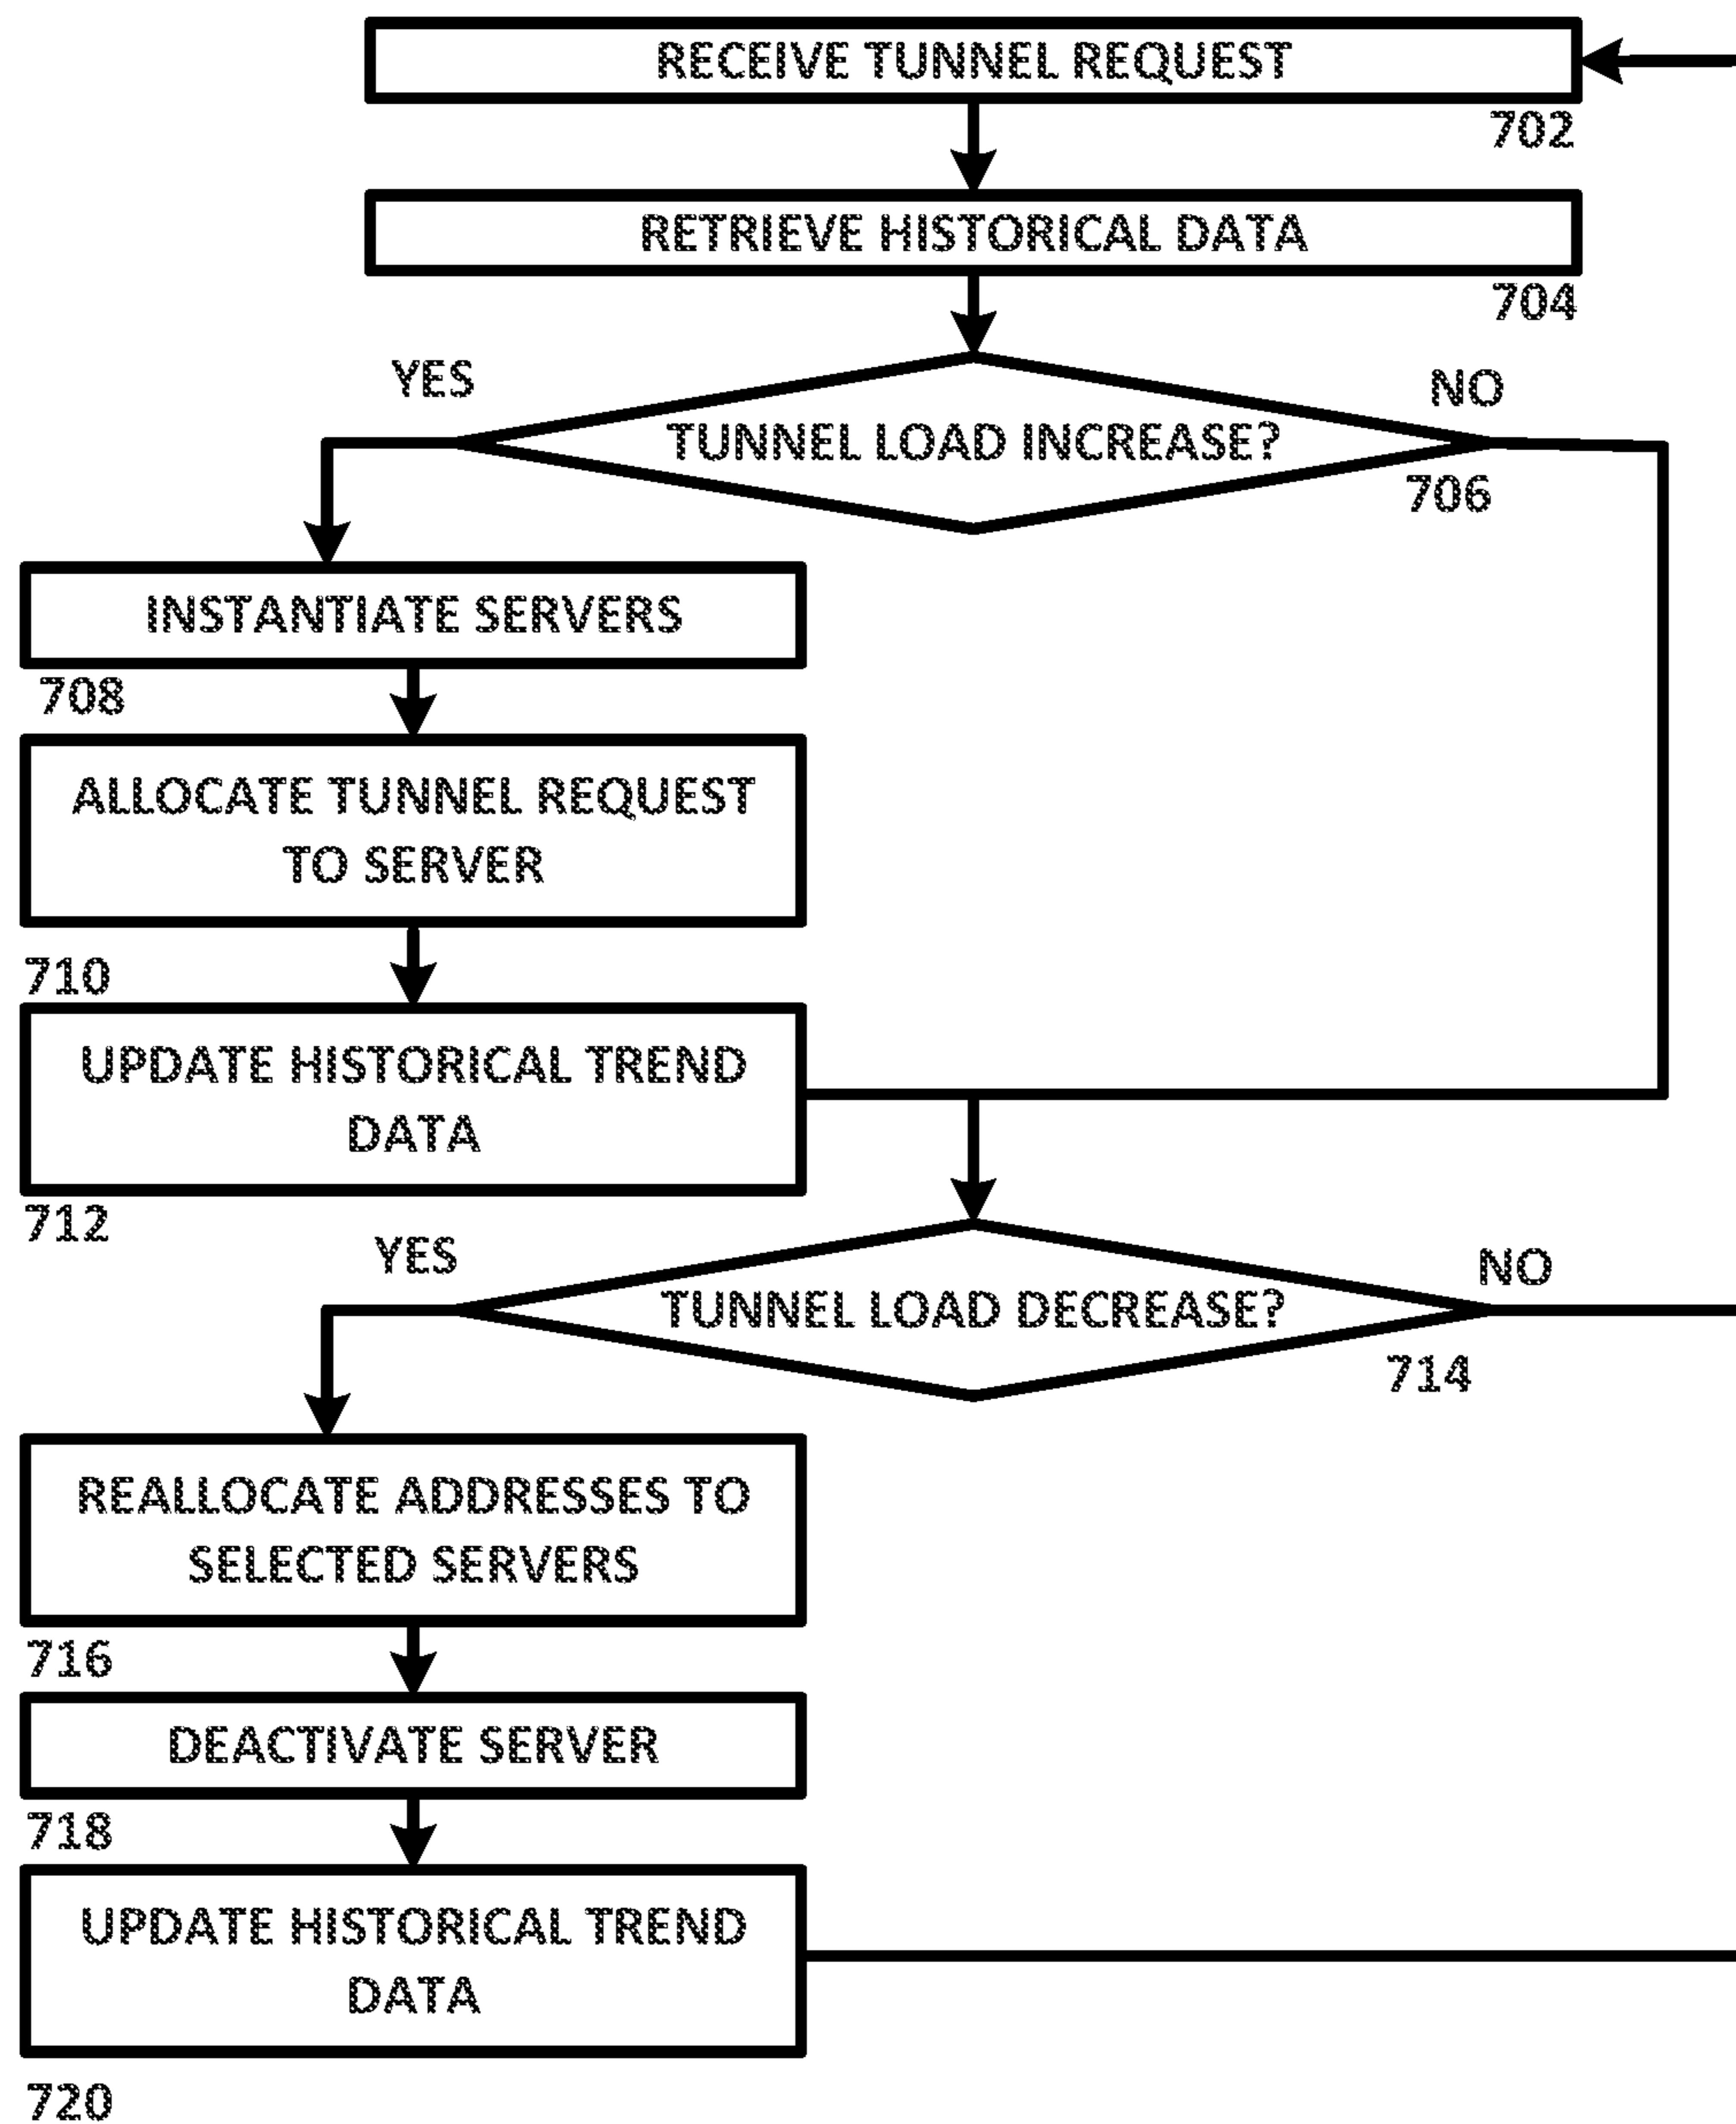 RECEIVE TUNNEL REQUEST
702
RETRIEVE HISTORICAL DATA
704
YES
NO
TUNNEL LOAD INCREASE?
706
INSTANTIATE SERVERS
708
ALLOCATE TUNNEL REQUEST
TO SERVER
710
UPDATE HISTORICAL TREND
DATA
712
YES
NO
TUNNEL LOAD DECREASE?
714
REALLOCATE ADDRESSES TO
SELECTED SERVERS
716
DEACTIVATE SERVER
718
UPDATE HISTORICAL TREND
DATA
720